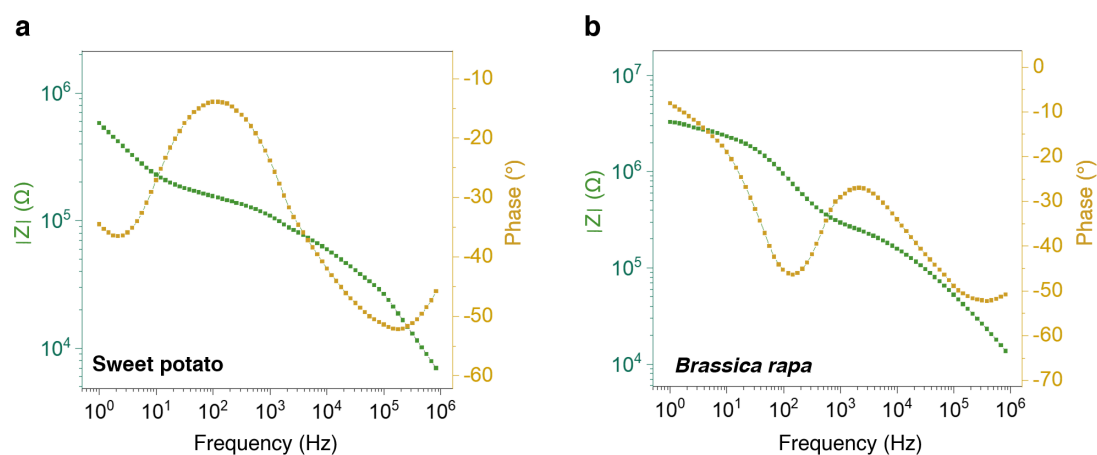 a
10⁶
10⁵
10⁴
|Z| (Ω)
-10
-20
-30
-40
-50
-60
Phase (°)
Sweet potato
10⁰ 10¹ 10² 10³ 10⁴ 10⁵ 10⁶
Frequency (Hz)
b
10⁷
10⁶
10⁵
10⁴
|Z| (Ω)
0
-10
-20
-30
-40
-50
-60
-70
Phase (°)
Brassica rapa
10⁰ 10¹ 10² 10³ 10⁴ 10⁵ 10⁶
Frequency (Hz)